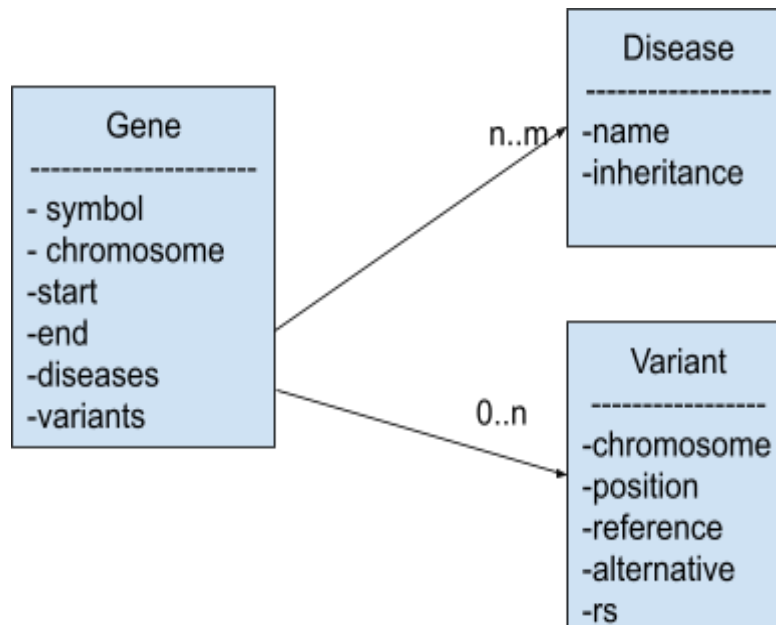 Gene
----------------------
- symbol
- chromosome
-start
-end
-diseases
-variants
n..m
0..n
Disease
------------------
-name
-inheritance
Variant
-----------------
-chromosome
-position
-reference
-alternative
-rs